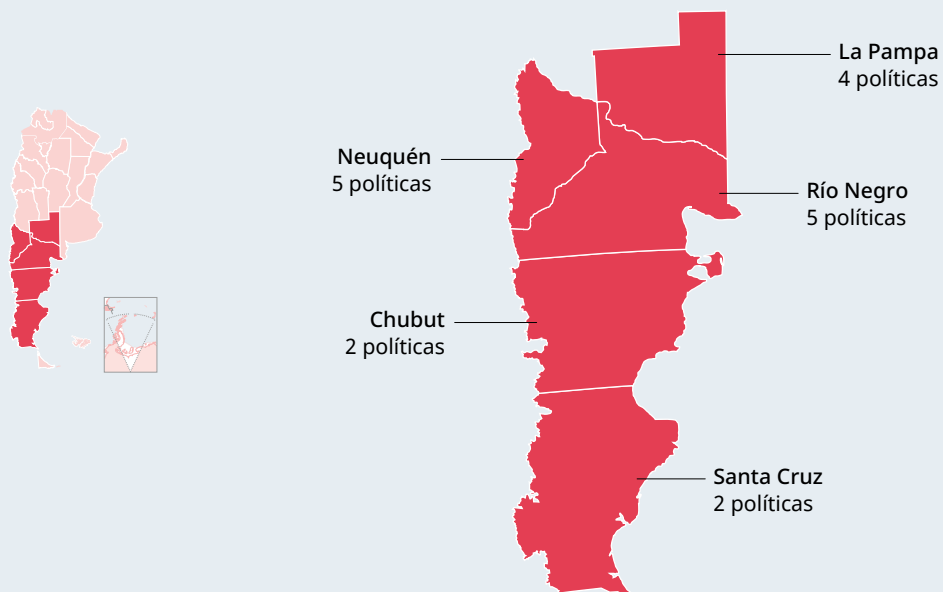 La Pampa
4 políticas
Neuquén
5 políticas
Río Negro
5 políticas
Chubut
2 políticas
Santa Cruz
2 políticas